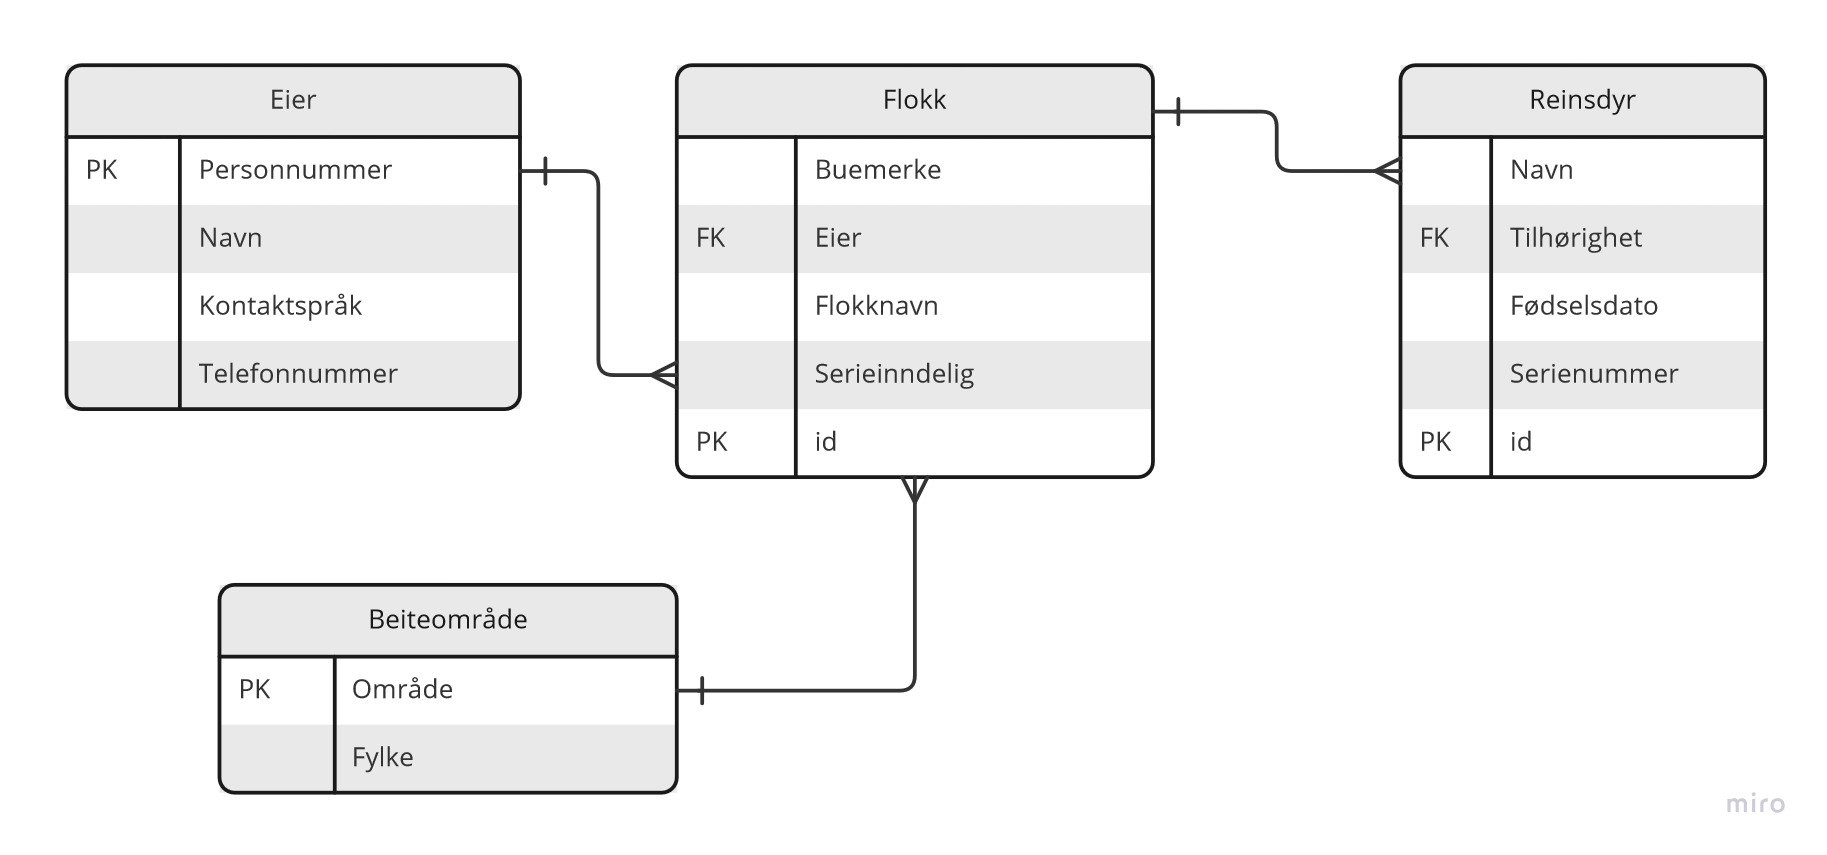 Eier
PK Personnummer
Navn
Kontaktspråk
Telefonnummer
Flokk
Buemerke
FK Eier
Flokknavn
Serieinndelig
PK id
Reinsdyr
Navn
FK Tilhørighet
Fødselsdato
Serienummer
PK id
Beiteområde
PK Område
Fylke
miro